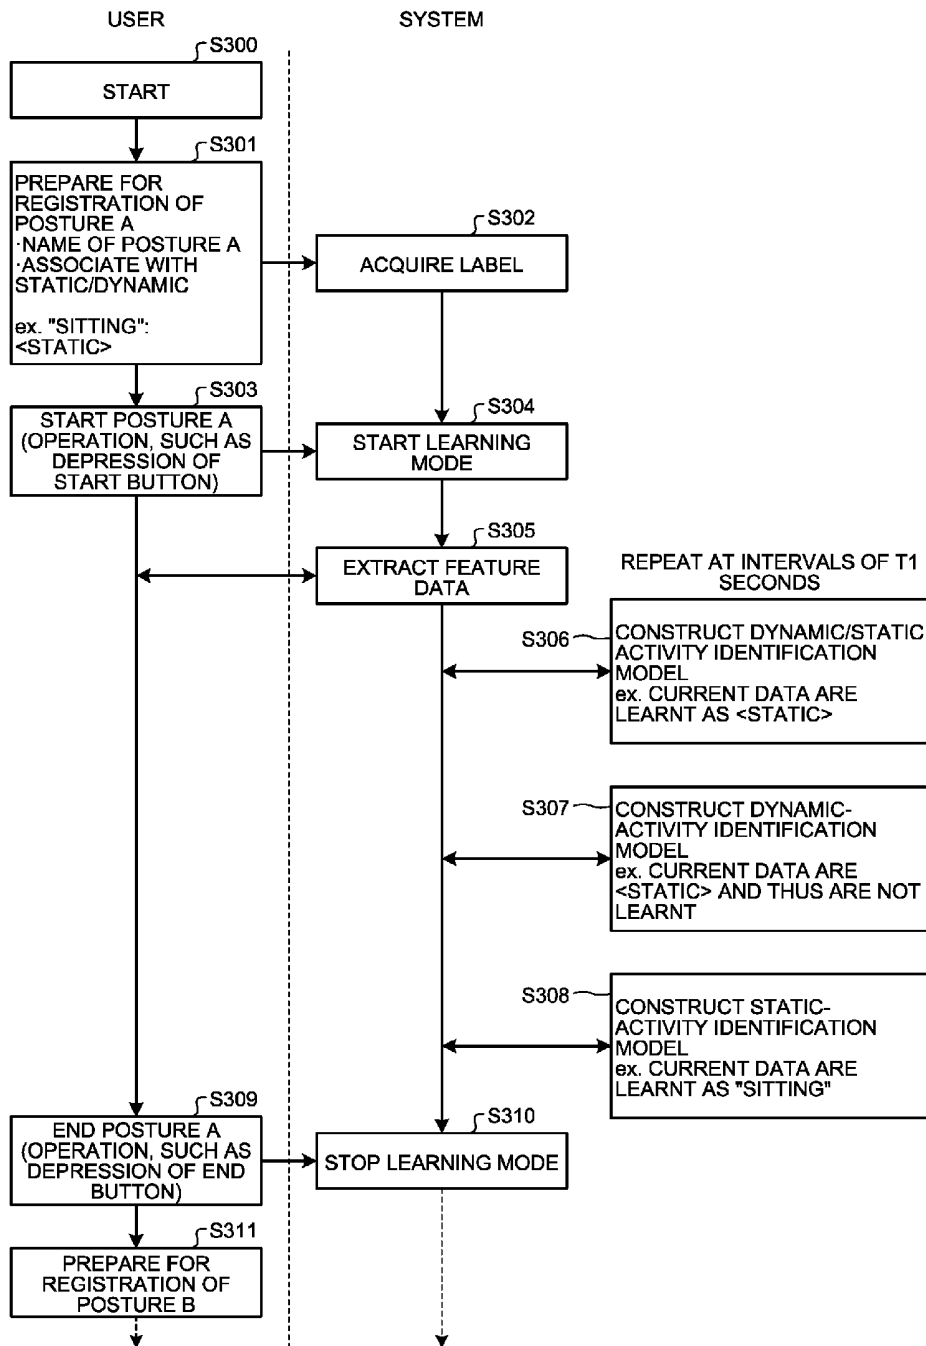 USER
SYSTEM
S300
START
S301
PREPARE FOR
REGISTRATION OF
POSTURE A
·NAME OF POSTURE A
·ASSOCIATE WITH
STATIC/DYNAMIC
ex. "SITTING":
<STATIC>
S302
ACQUIRE LABEL
S303
START POSTURE A
(OPERATION, SUCH AS
DEPRESSION OF
START BUTTON)
S304
START LEARNING
MODE
S305
EXTRACT FEATURE
DATA
REPEAT AT INTERVALS OF T1
SECONDS
S306
CONSTRUCT DYNAMIC/STATIC
ACTIVITY IDENTIFICATION
MODEL
ex. CURRENT DATA ARE
LEARNT AS <STATIC>
S307
CONSTRUCT DYNAMIC-
ACTIVITY IDENTIFICATION
MODEL
ex. CURRENT DATA ARE
<STATIC> AND THUS ARE NOT
LEARNT
S308
CONSTRUCT STATIC-
ACTIVITY IDENTIFICATION
MODEL
ex. CURRENT DATA ARE
LEARNT AS "SITTING"
S309
END POSTURE A
(OPERATION, SUCH AS
DEPRESSION OF END
BUTTON)
S310
STOP LEARNING MODE
S311
PREPARE FOR
REGISTRATION OF
POSTURE B